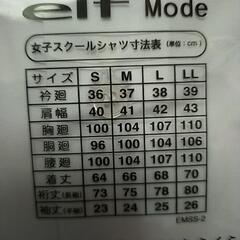 elf Mode
女子スクールシャツ寸法表(単位:cm)
サイズ S M L LL
衿廻 36 37 38 39
肩幅 40 41 42 43
胸廻 100 104 107 110
胴廻 96 100 104 106
腰廻 100 104 107 110
着丈 64 66 68 70
裄丈(長袖) 73 75 78 80
袖丈(半袖) 23 24 25 26
EMSS-2